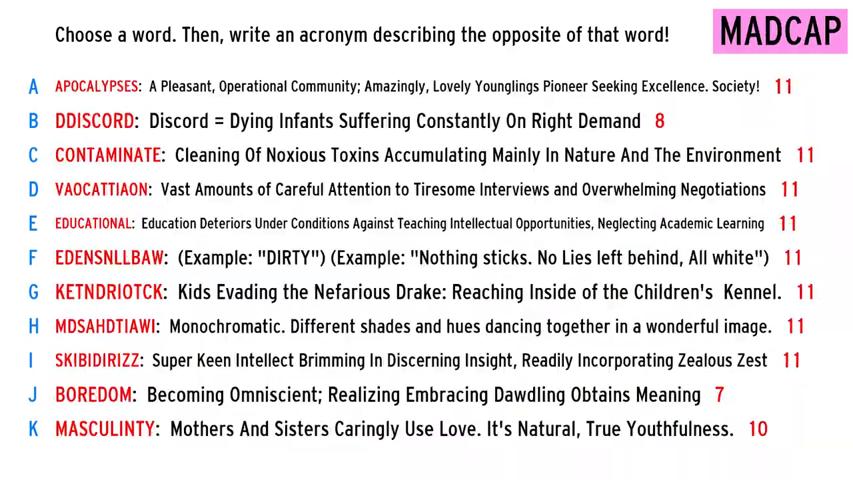 Choose a word. Then, write an acronym describing the opposite of that word!
MADCAP
A APOCALYPSES: A Pleasant, Operational Community; Amazingly, Lovely Younglings Pioneer Seeking Excellence. Society! 11
B DDISCORD: Discord = Dying Infants Suffering Constantly On Right Demand 8
C CONTAMINATE: Cleaning Of Noxious Toxins Accumulating Mainly In Nature And The Environment 11
D VAOCATTIAON: Vast Amounts of Careful Attention to Tiresome Interviews and Overwhelming Negotiations 11
E EDUCATIONAL: Education Deteriors Under Conditions Against Teaching Intellectual Opportunities, Neglecting Academic Learning 11
F EDENSNLLBAW: (Example: "DIRTY") (Example: "Nothing sticks. No Lies left behind, All white") 11
G KETNDRIOTCK: Kids Evading the Nefarious Drake: Reaching Inside of the Children's Kennel. 11
H MDSAHDTIAWI: Monochromatic. Different shades and hues dancing together in a wonderful image. 11
I SKIBIDIRIZZ: Super Keen Intellect Brimming In Discerning Insight, Readily Incorporating Zealous Zest 11
J BOREDOM: Becoming Omniscient; Realizing Embracing Dawdling Obtains Meaning 7
K MASCULINTY: Mothers And Sisters Caringly Use Love. It's Natural, True Youthfulness. 10